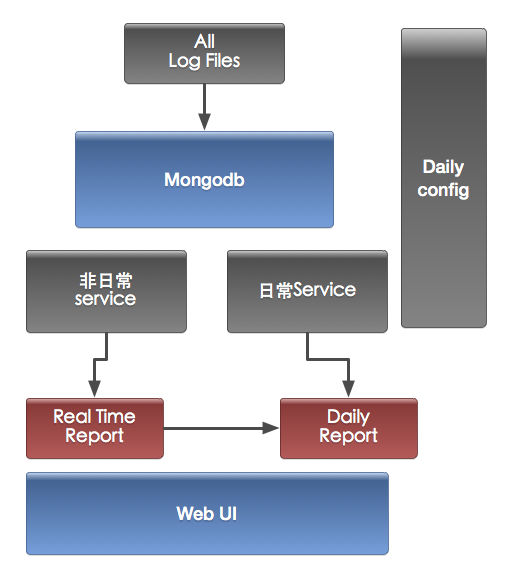 All
Log Files
Mongodb
Daily
config
非日常
service
日常Service
Real Time
Report
Daily
Report
Web UI